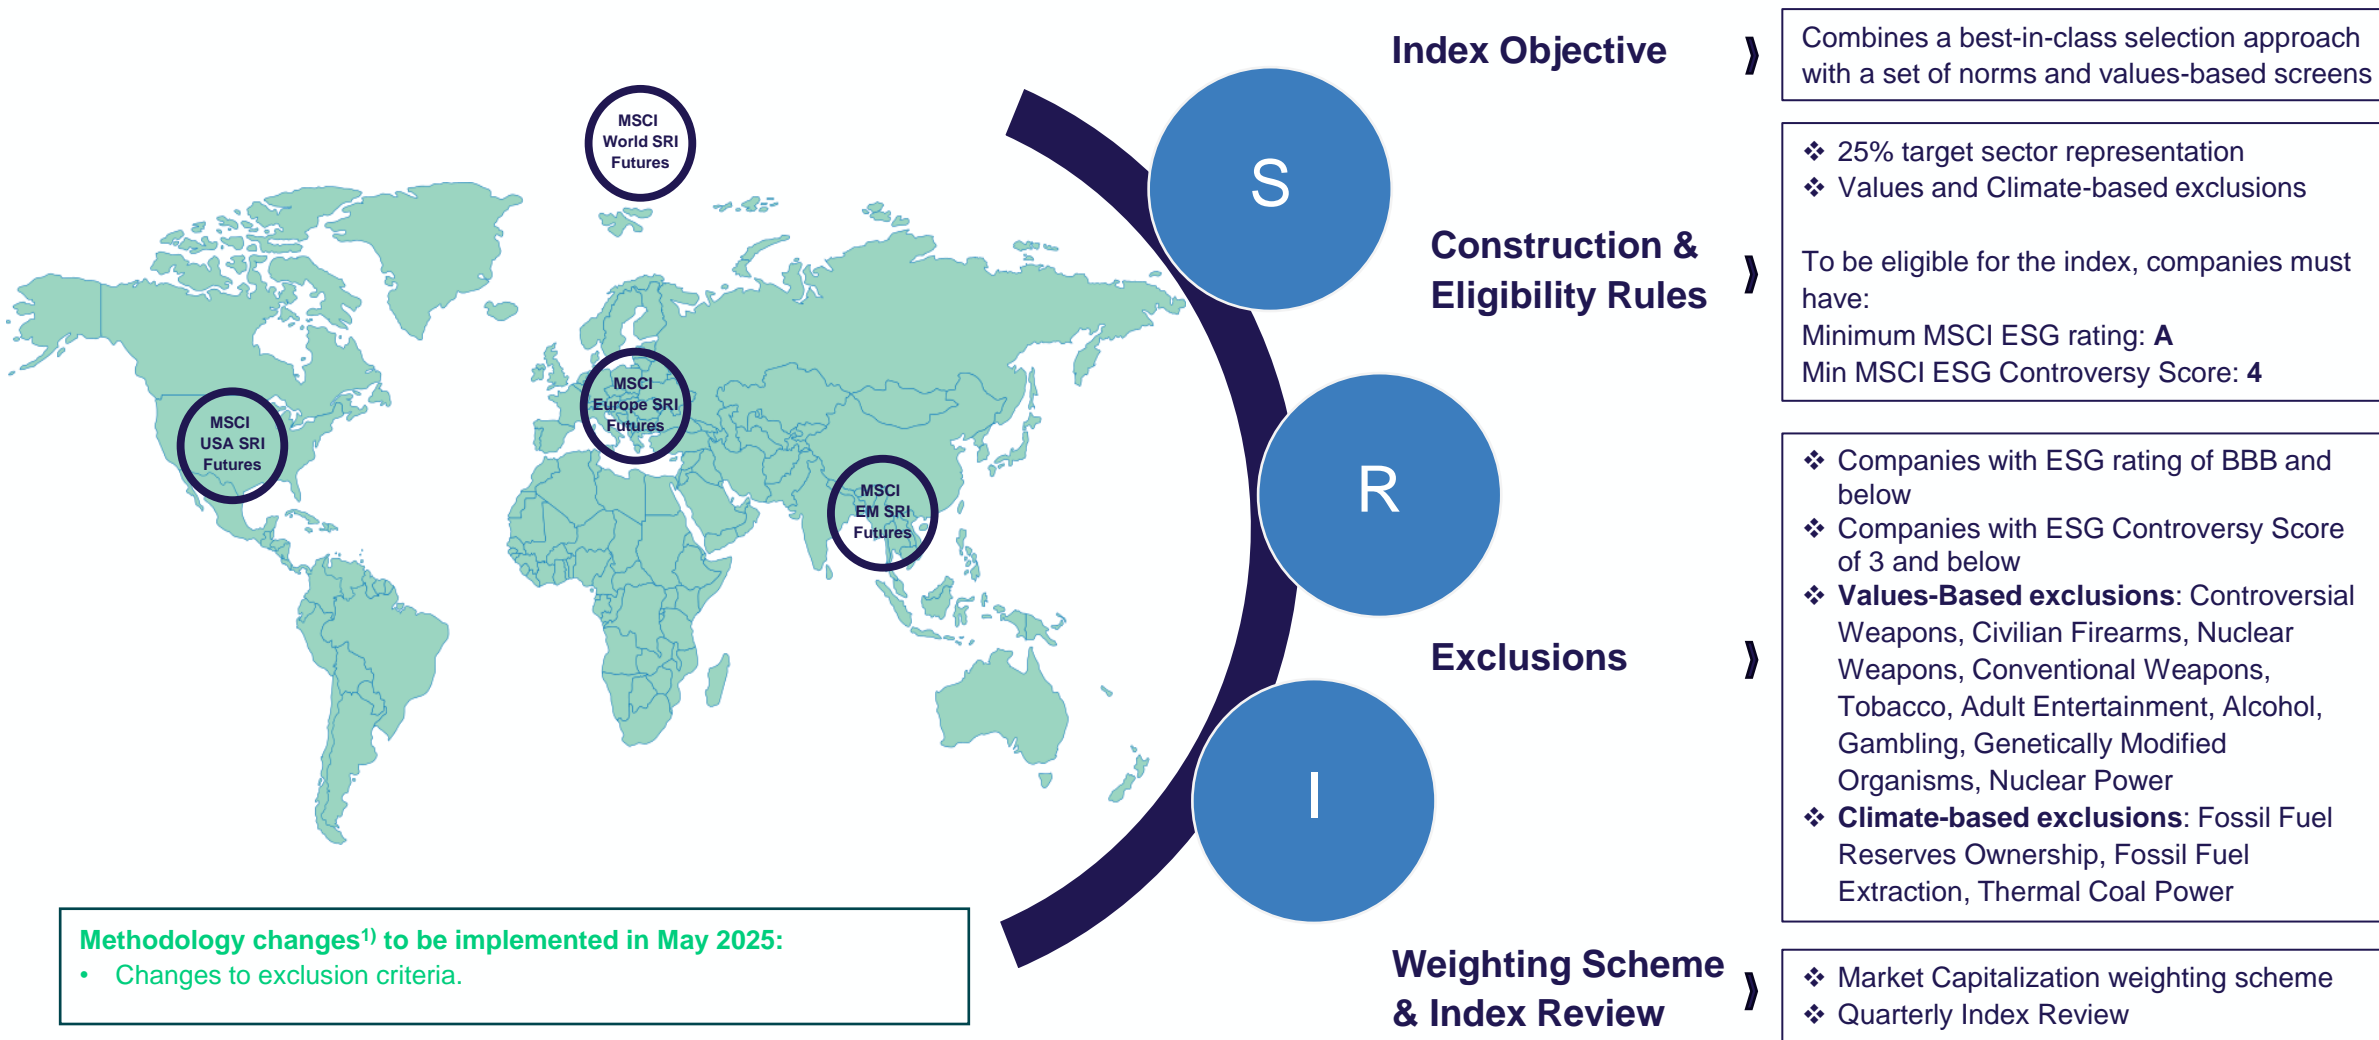 MSCI
World SRI
Futures
MSCI
USA SRI
Futures
MSCI
Europe SRI
Futures
MSCI
EM SRI
Futures
Methodology changes1) to be implemented in May 2025:
• Changes to exclusion criteria.
S
R
I
Index Objective
Combines a best-in-class selection approach
with a set of norms and values-based screens
Construction &
Eligibility Rules
❖ 25% target sector representation
❖ Values and Climate-based exclusions
To be eligible for the index, companies must
have:
Minimum MSCI ESG rating: A
Min MSCI ESG Controversy Score: 4
Exclusions
❖ Companies with ESG rating of BBB and
below
❖ Companies with ESG Controversy Score
of 3 and below
❖ Values-Based exclusions: Controversial
Weapons, Civilian Firearms, Nuclear
Weapons, Conventional Weapons,
Tobacco, Adult Entertainment, Alcohol,
Gambling, Genetically Modified
Organisms, Nuclear Power
❖ Climate-based exclusions: Fossil Fuel
Reserves Ownership, Fossil Fuel
Extraction, Thermal Coal Power
Weighting Scheme
& Index Review
❖ Market Capitalization weighting scheme
❖ Quarterly Index Review